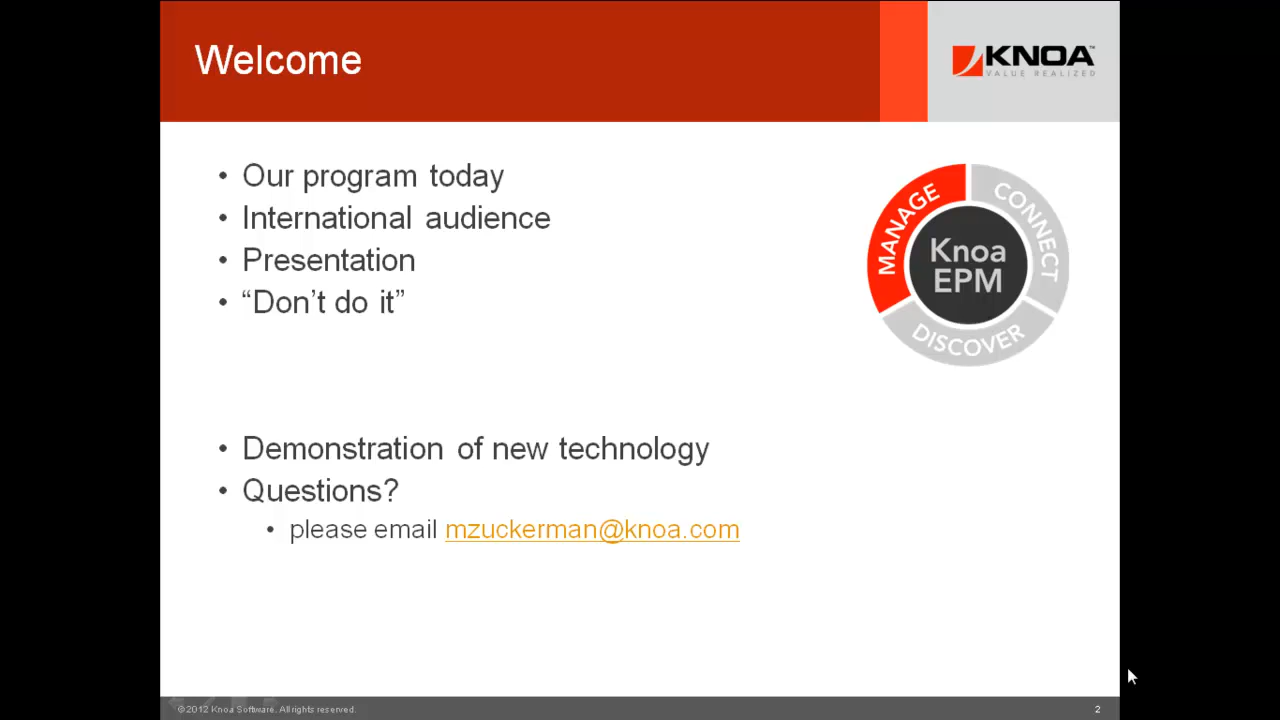 Welcome
KNOA™
VALUE REALIZED
• Our program today
• International audience
• Presentation
• “Don’t do it”
MANAGE
CONNECT
DISCOVER
Knoa
EPM
• Demonstration of new technology
• Questions?
• please email mzuckerman@knoa.com
©2012 Knoa Software. All rights reserved.
2